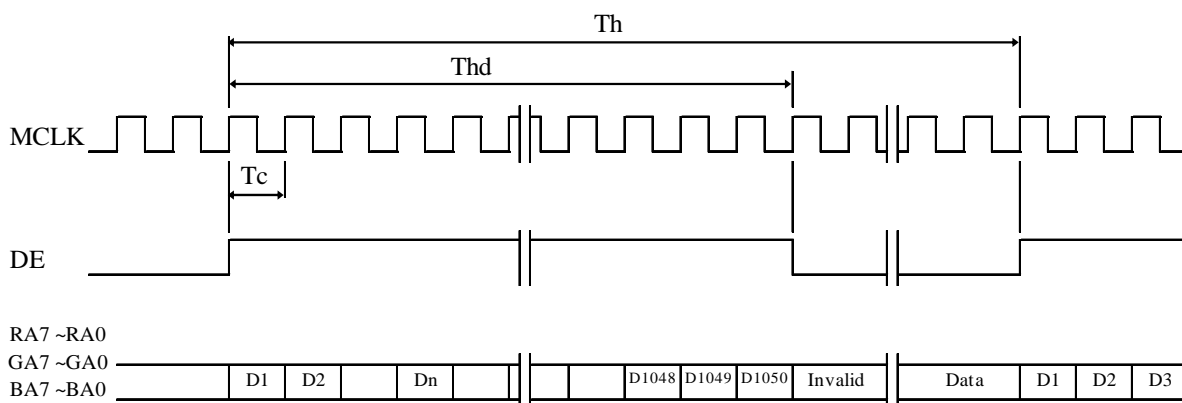 Th
Thd
MCLK
Tc
DE
RA7 ~RA0
GA7 ~GA0
BA7 ~BA0
D1 D2 Dn D1048 D1049 D1050 Invalid Data D1 D2 D3